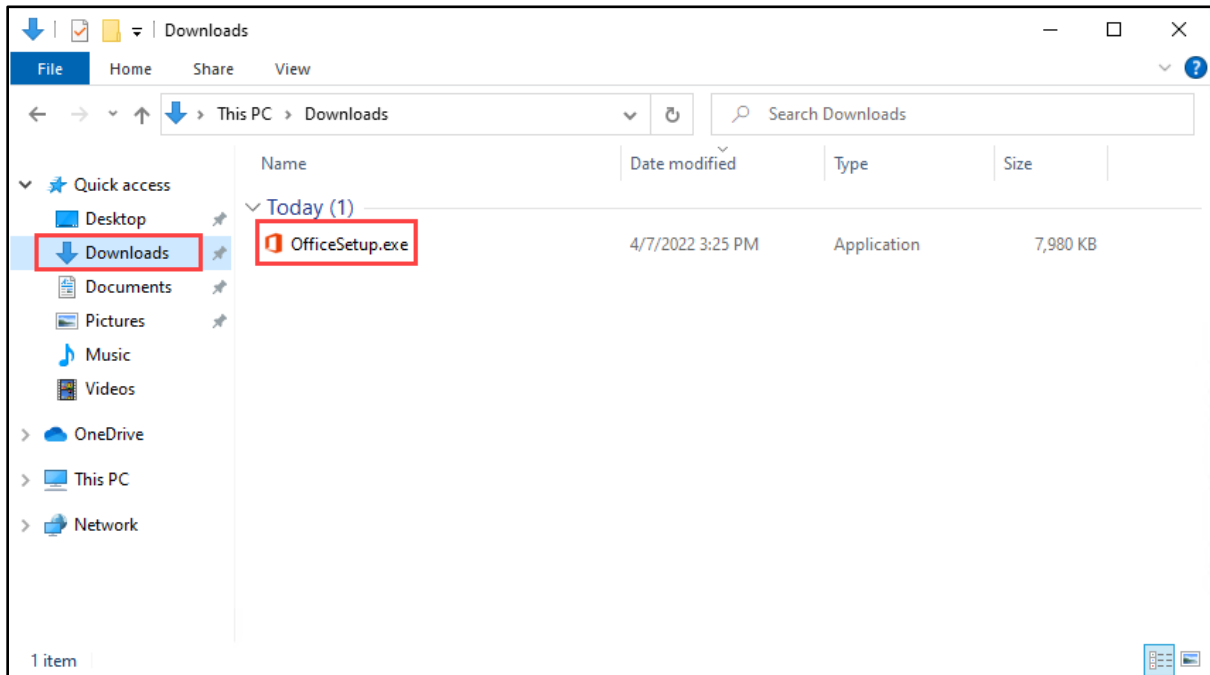 Downloads
File Home Share View
This PC > Downloads
Search Downloads
Name Date modified Type Size
Quick access
Today (1)
Desktop
OfficeSetup.exe 4/7/2022 3:25 PM Application 7,980 KB
Downloads
Documents
Pictures
Music
Videos
OneDrive
This PC
Network
1 item